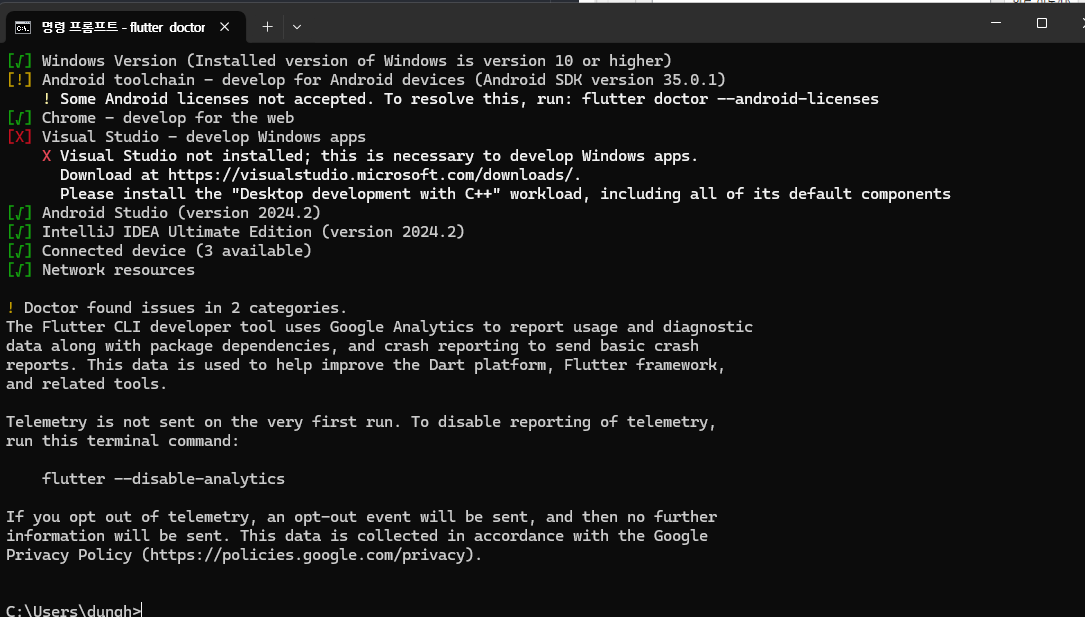 명령 프롬프트 - flutter doctor
[√] Windows Version (Installed version of Windows is version 10 or higher)
[!] Android toolchain - develop for Android devices (Android SDK version 35.0.1)
! Some Android licenses not accepted. To resolve this, run: flutter doctor --android-licenses
[√] Chrome - develop for the web
[X] Visual Studio - develop Windows apps
X Visual Studio not installed; this is necessary to develop Windows apps.
Download at https://visualstudio.microsoft.com/downloads/.
Please install the "Desktop development with C++" workload, including all of its default components
[√] Android Studio (version 2024.2)
[√] IntelliJ IDEA Ultimate Edition (version 2024.2)
[√] Connected device (3 available)
[√] Network resources
! Doctor found issues in 2 categories.
The Flutter CLI developer tool uses Google Analytics to report usage and diagnostic
data along with package dependencies, and crash reporting to send basic crash
reports. This data is used to help improve the Dart platform, Flutter framework,
and related tools.
Telemetry is not sent on the very first run. To disable reporting of telemetry,
run this terminal command:
flutter --disable-analytics
If you opt out of telemetry, an opt-out event will be sent, and then no further
information will be sent. This data is collected in accordance with the Google
Privacy Policy (https://policies.google.com/privacy).
C:\Users\dungh>